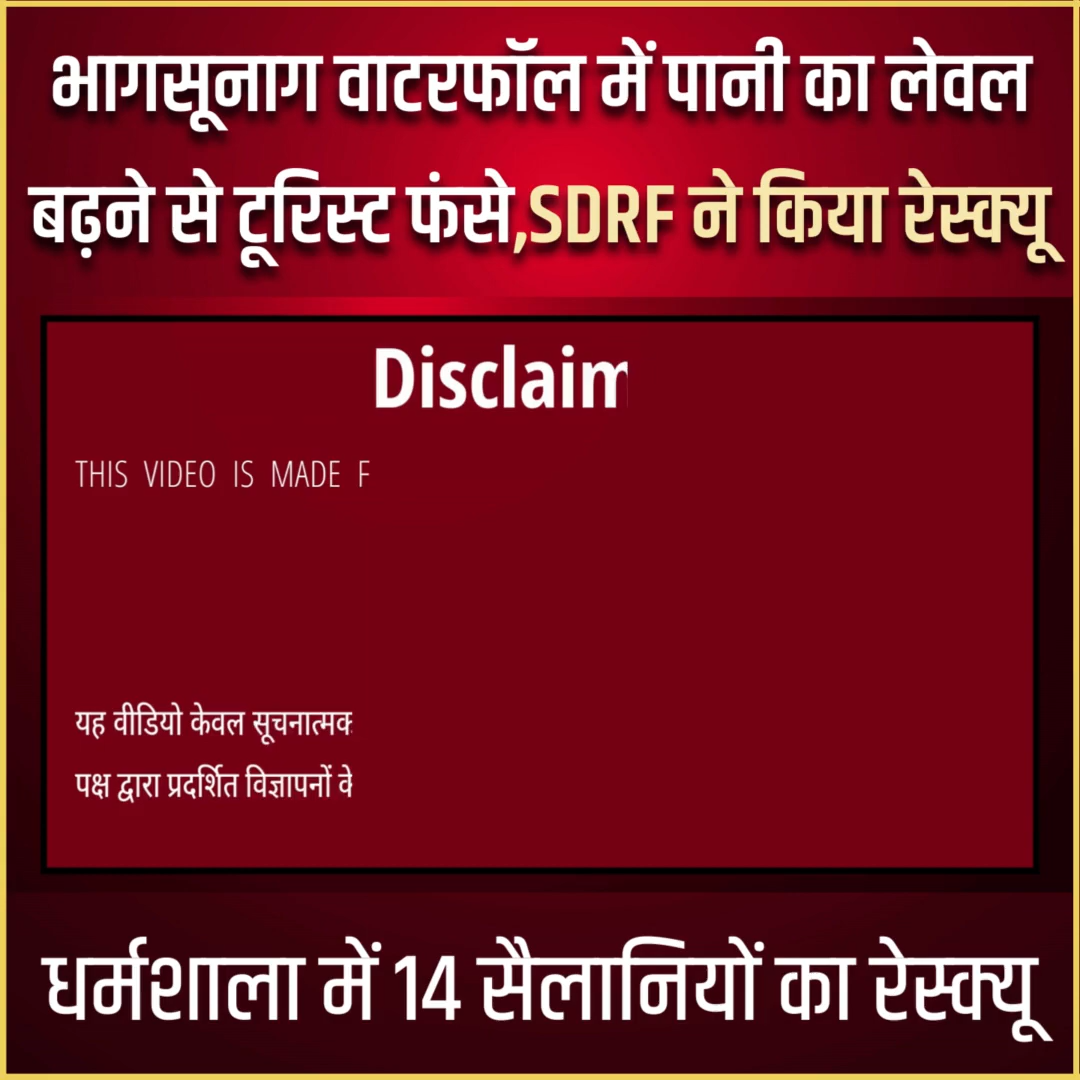 भागसूनाग वाटरफॉल में पानी का लेवल
बढ़ने से टूरिस्ट फंसे,SDRF ने किया रेस्क्यू
Disclaim
THIS VIDEO IS MADE F
यह वीडियो केवल सूचनात्मक
पक्ष द्वारा प्रदर्शित विज्ञापनों के
धर्मशाला में 14 सैलानियों का रेस्क्यू